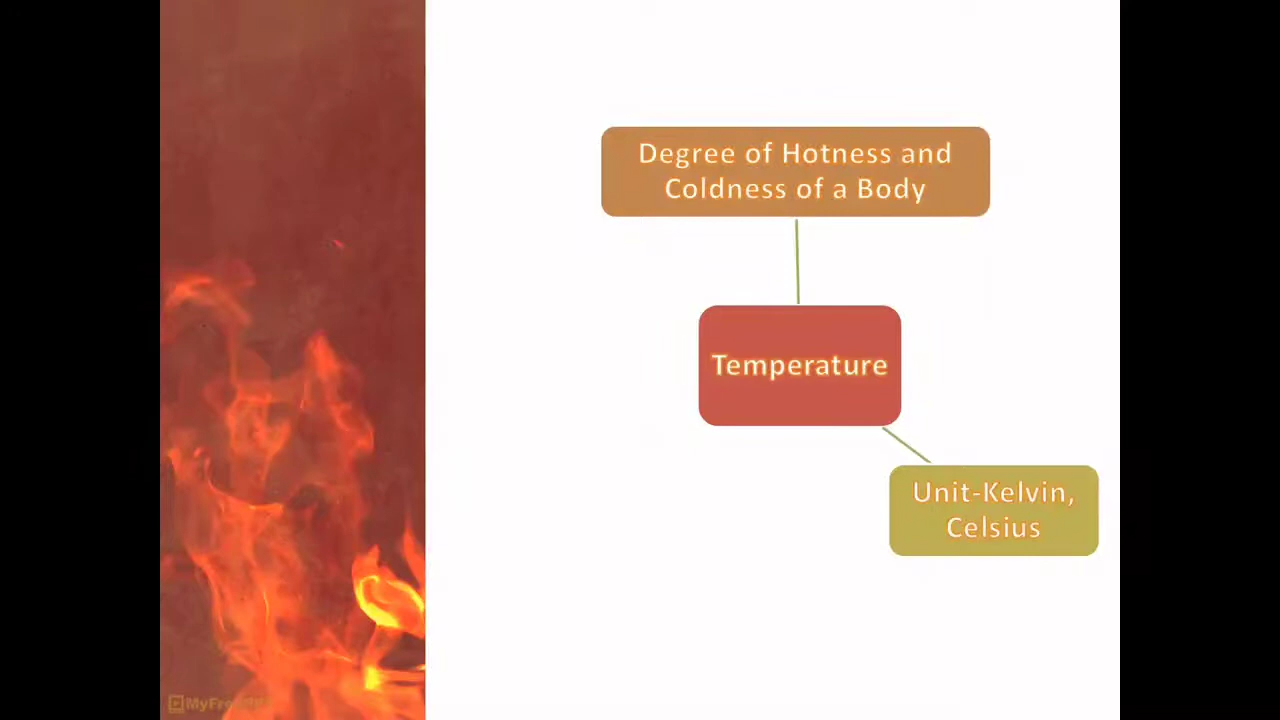 Degree of Hotness and
Coldness of a Body
Temperature
Unit-Kelvin,
Celsius